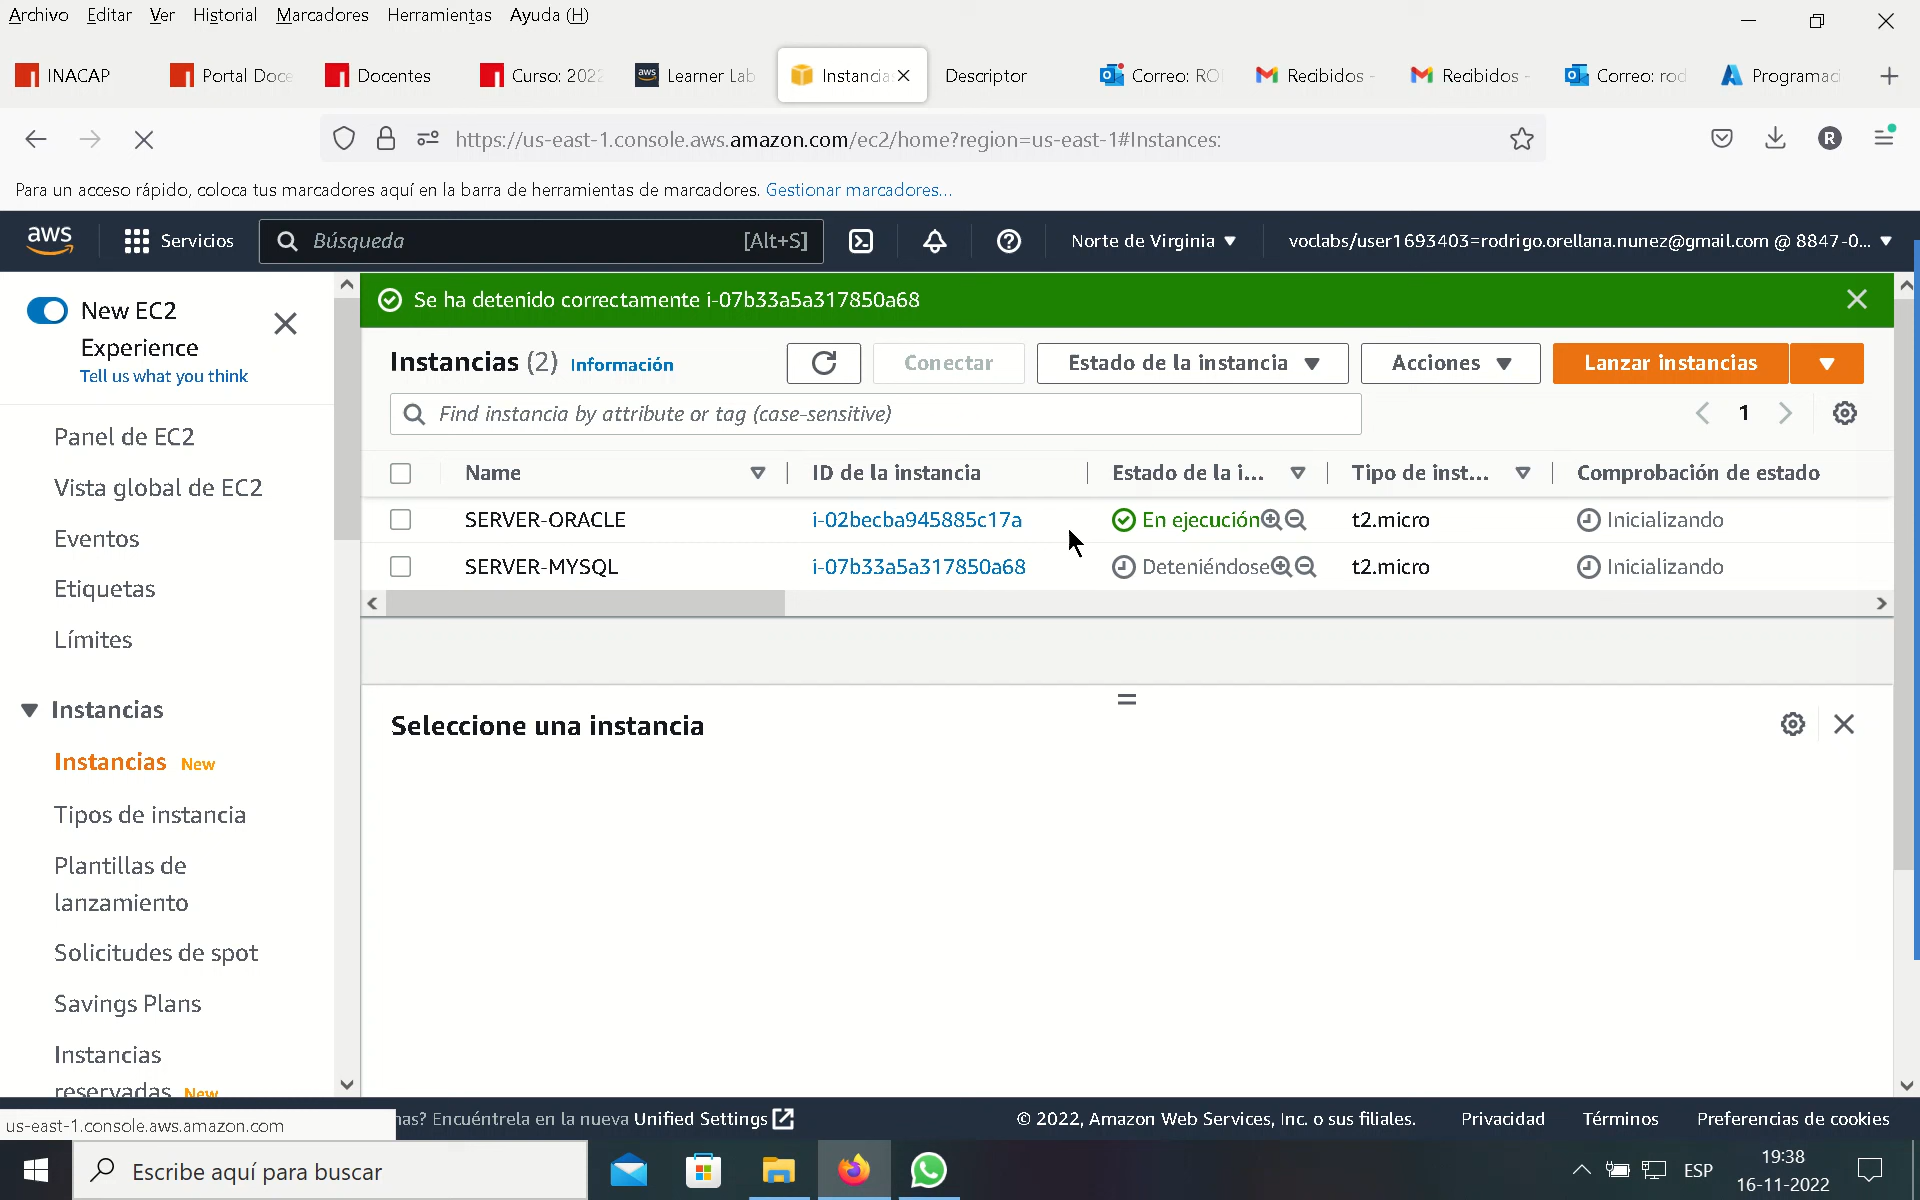 Archivo Editar Ver Historial Marcadores Herramientas Ayuda (H)
INACAP Portal Doce Docentes Curso: 202 Learner Lab Instancia Descriptor Correo: RO Recibidos - Recibidos - Correo: rod Programaci
https://us-east-1.console.aws.amazon.com/ec2/home?region=us-east-1#Instances:
R
Para un acceso rápido, coloca tus marcadores aquí en la barra de herramientas de marcadores. Gestionar marcadores...
aws Servicios Búsqueda [Alt+S] Norte de Virginia voclabs/user1693403=rodrigo.orellana.nunez@gmail.com @ 8847-0...
New EC2
Experience
Tell us what you think
Panel de EC2
Vista global de EC2
Eventos
Etiquetas
Límites
Instancias
Instancias New
Tipos de instancia
Plantillas de
lanzamiento
Solicitudes de spot
Savings Plans
Instancias
reservadas New
Se ha detenido correctamente i-07b33a5a317850a68
Instancias (2) Información Conectar Estado de la instancia Acciones Lanzar instancias
Find instancia by attribute or tag (case-sensitive) 1
Name ID de la instancia Estado de la i... Tipo de inst... Comprobación de estado
SERVER-ORACLE i-02becba945885c17a En ejecución t2.micro Inicializando
SERVER-MYSQL i-07b33a5a317850a68 Deteniéndose t2.micro Inicializando
Seleccione una instancia
us-east-1.console.aws.amazon.com nas? Encuéntrela en la nueva Unified Settings © 2022, Amazon Web Services, Inc. o sus filiales. Privacidad Términos Preferencias de cookies
Escribe aquí para buscar ESP 19:38
16-11-2022